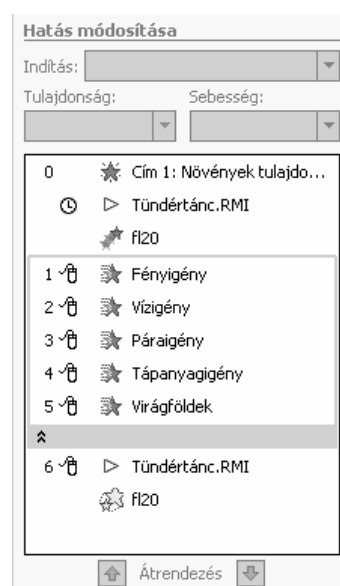 Hatás módosítása
Indítás:
Tulajdonság: Sebesség:
0 Cím 1: Növények tulajdo...
Tündértánc.RMI
fl20
1 Fényigény
2 Vízigény
3 Páraigény
4 Tápanyagigény
5 Virágföldek
6 Tündértánc.RMI
fl20
Átrendezés